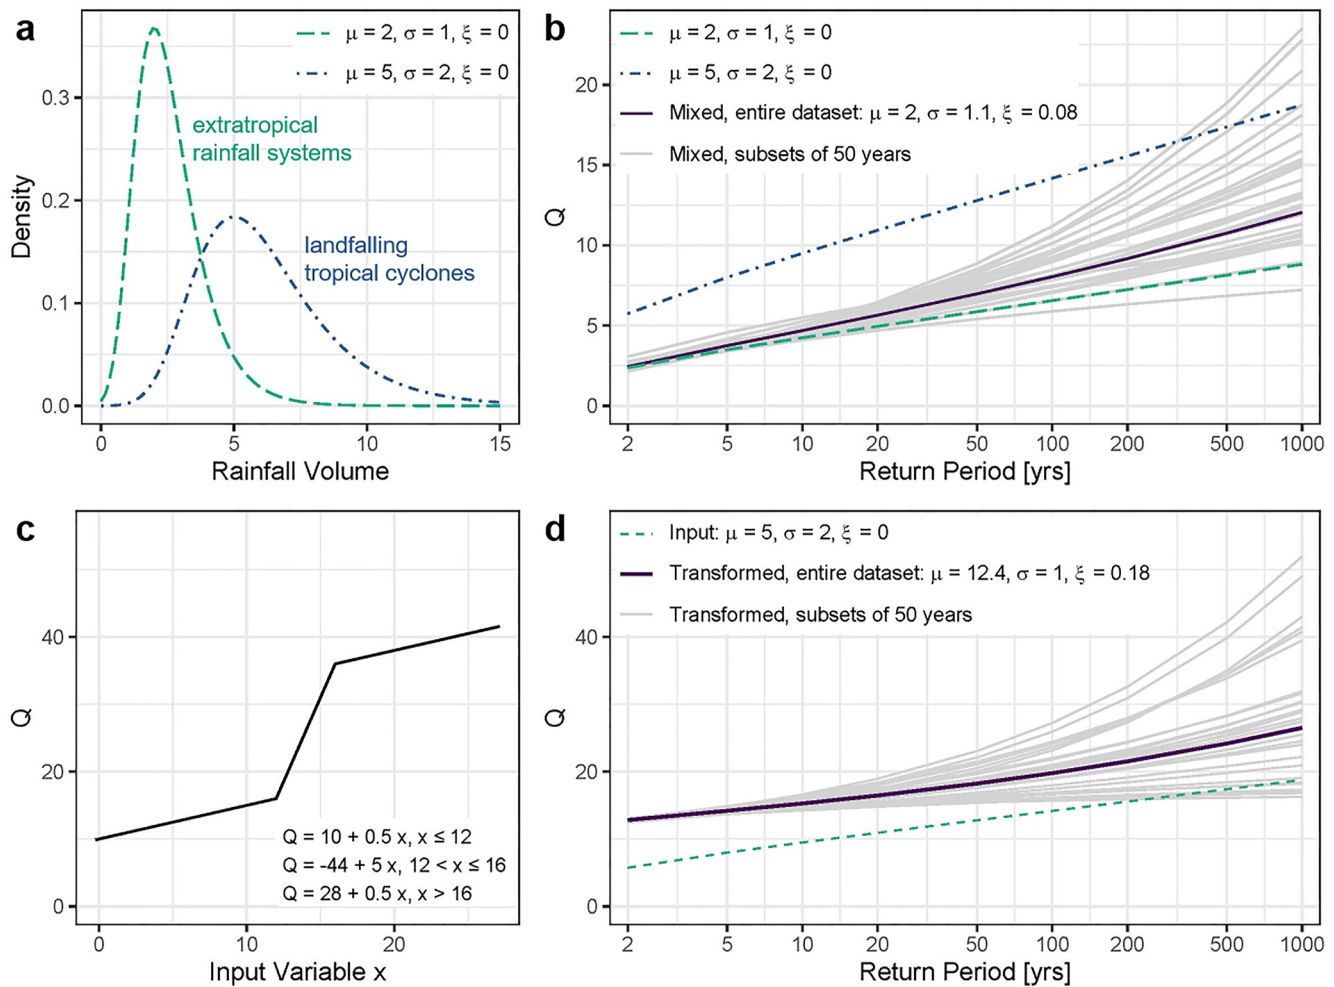 a
μ = 2, σ = 1, ξ = 0
μ = 5, σ = 2, ξ = 0
extratropical
rainfall systems
landfalling
tropical cyclones
Density
0.3
0.2
0.1
0.0
0
5
10
15
Rainfall Volume
b
μ = 2, σ = 1, ξ = 0
μ = 5, σ = 2, ξ = 0
Mixed, entire dataset: μ = 2, σ = 1.1, ξ = 0.08
Mixed, subsets of 50 years
Q
20
15
10
5
0
2
5
10
20
50
100
200
500
1000
Return Period [yrs]
c
Q
40
20
0
Q = 10 + 0.5 x, x ≤ 12
Q = -44 + 5 x, 12 < x ≤ 16
Q = 28 + 0.5 x, x > 16
0
10
20
Input Variable x
d
Input: μ = 5, σ = 2, ξ = 0
Transformed, entire dataset: μ = 12.4, σ = 1, ξ = 0.18
Transformed, subsets of 50 years
Q
40
20
0
2
5
10
20
50
100
200
500
1000
Return Period [yrs]